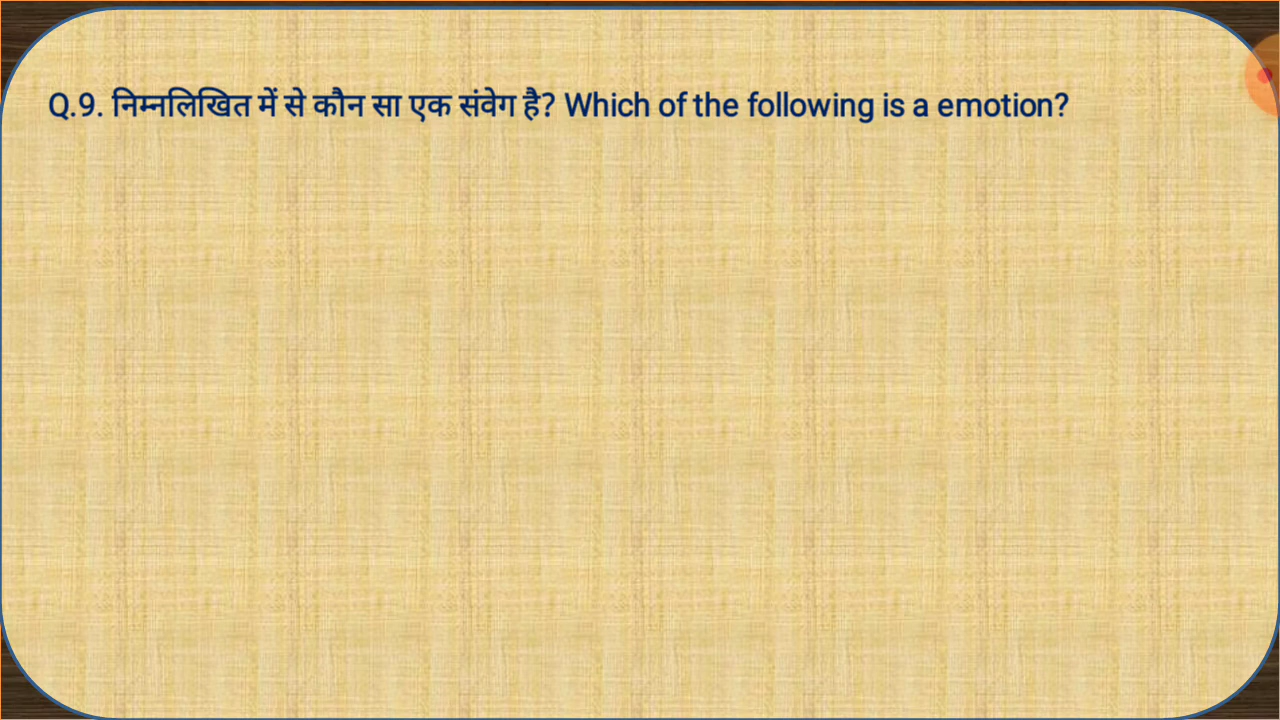 Q.9. निम्नलिखित में से कौन सा एक संवेग है? Which of the following is a emotion?